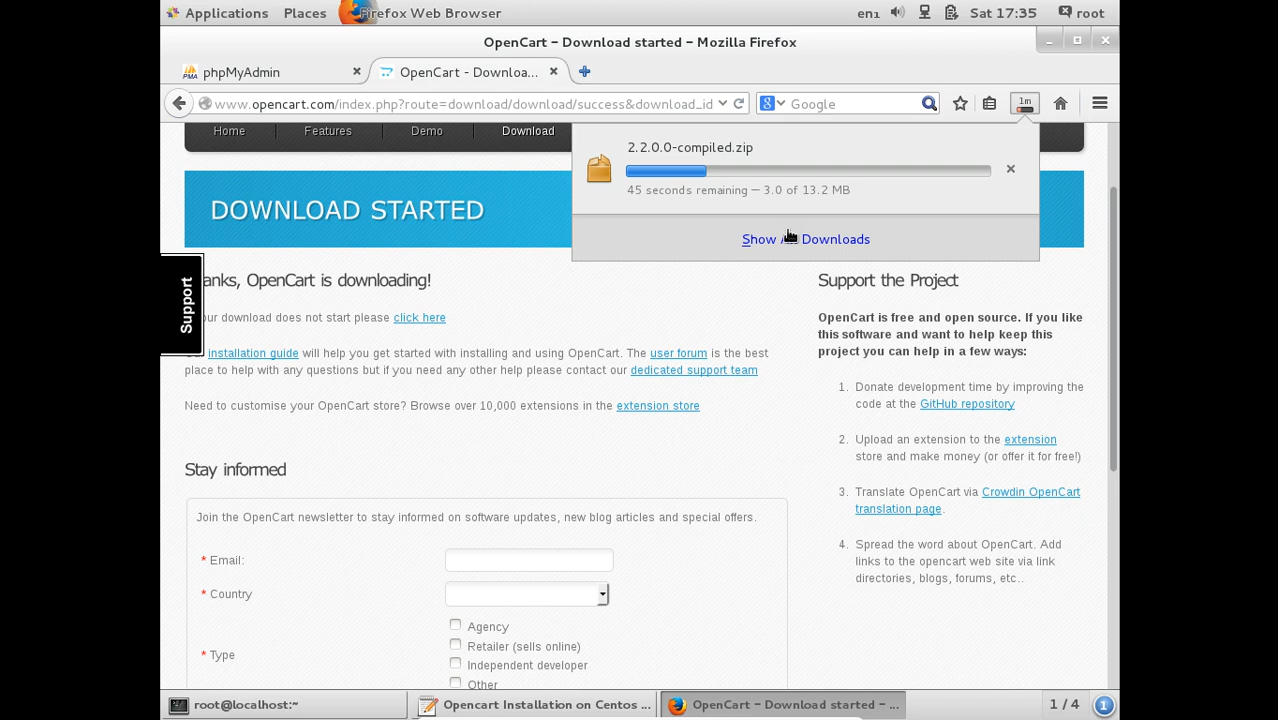 Applications Places Firefox Web Browser en1 Sat 17:35 root
OpenCart - Download started - Mozilla Firefox
PMA phpMyAdmin OpenCart - Downloa...
www.opencart.com/index.php?route=download/download/success&download_id 8 Google 1m
Home Features Demo Download
2.2.0.0-compiled.zip
45 seconds remaining — 3.0 of 13.2 MB
Show Downloads
DOWNLOAD STARTED
Support
anks, OpenCart is downloading!
our download does not start please click here
installation guide will help you get started with installing and using OpenCart. The user forum is the best
place to help with any questions but if you need any other help please contact our dedicated support team
Need to customise your OpenCart store? Browse over 10,000 extensions in the extension store
Stay informed
Join the OpenCart newsletter to stay informed on software updates, new blog articles and special offers.
* Email:
* Country
* Type
Agency
Retailer (sells online)
Independent developer
Other
Support the Project
OpenCart is free and open source. If you like
this software and want to help keep this
project you can help in a few ways:
1. Donate development time by improving the
code at the GitHub repository
2. Upload an extension to the extension
store and make money (or offer it for free!)
3. Translate OpenCart via Crowdin OpenCart
translation page.
4. Spread the word about OpenCart. Add
links to the opencart web site via link
directories, blogs, forums, etc..
root@localhost:~ Opencart Installation on Centos ... OpenCart - Download started - ... 1 / 4 1